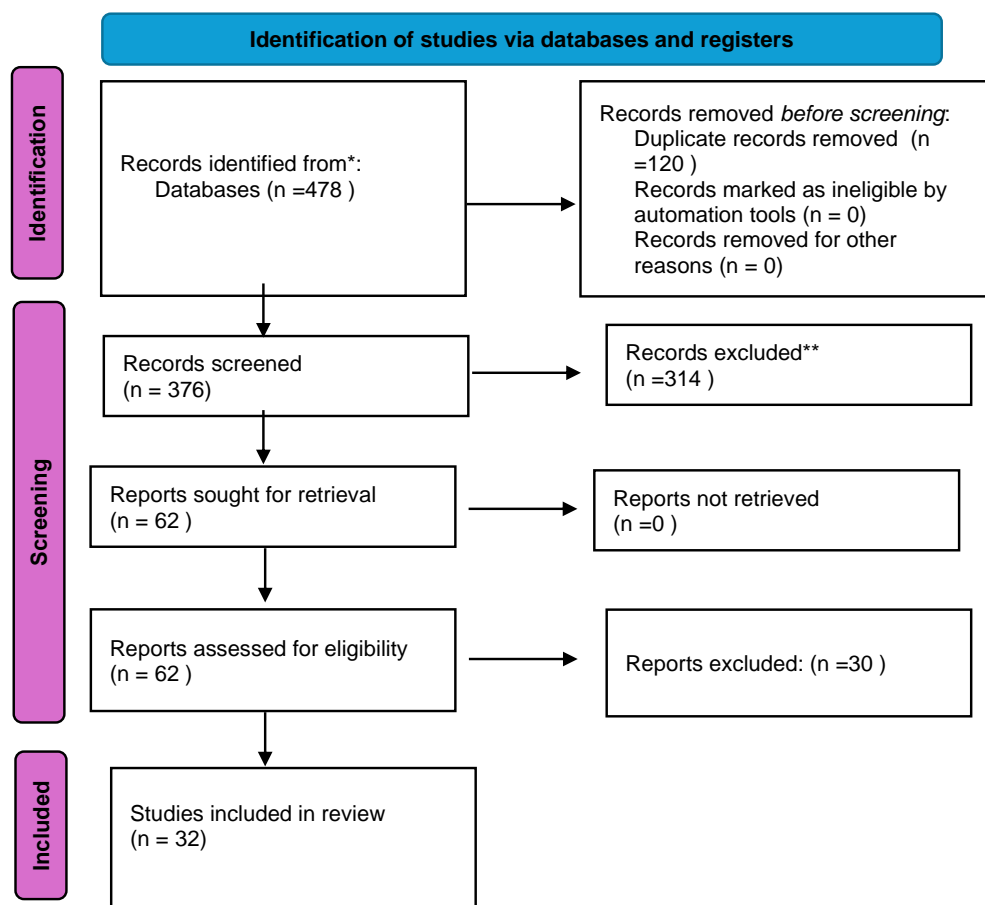 Identification of studies via databases and registers
Identification
Records identified from*:
Databases (n =478 )
Records removed before screening:
Duplicate records removed (n
=120 )
Records marked as ineligible by
automation tools (n = 0)
Records removed for other
reasons (n = 0)
Screening
Records screened
(n = 376)
Records excluded**
(n =314 )
Reports sought for retrieval
(n = 62 )
Reports not retrieved
(n =0 )
Reports assessed for eligibility
(n = 62 )
Reports excluded: (n =30 )
Included
Studies included in review
(n = 32)